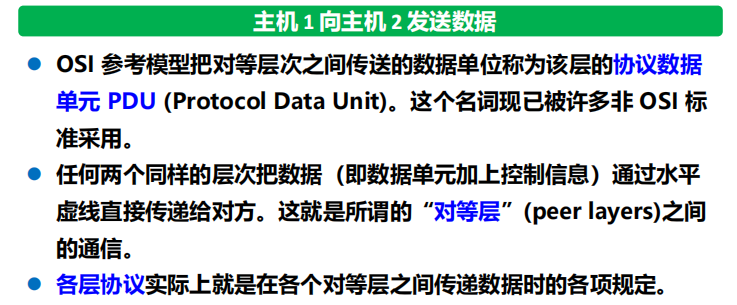 主机 1 向主机 2 发送数据
OSI 参考模型把对等层次之间传送的数据单位称为该层的协议数据
单元 PDU (Protocol Data Unit)。这个名词现已被许多非 OSI 标
准采用。
任何两个同样的层次把数据（即数据单元加上控制信息）通过水平
虚线直接传递给对方。这就是所谓的“对等层”(peer layers)之间
的通信。
各层协议实际上就是在各个对等层之间传递数据时的各项规定。